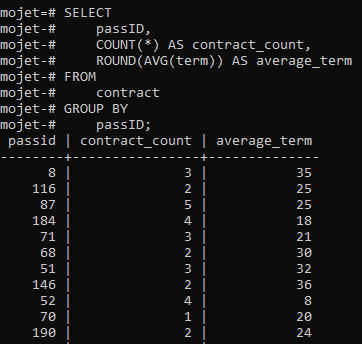 mojet=# SELECT
mojet-#     passID,
mojet-#     COUNT(*) AS contract_count,
mojet-#     ROUND(AVG(term)) AS average_term
mojet-# FROM
mojet-#     contract
mojet-# GROUP BY
mojet-#     passID;
 passid | contract_count | average_term
--------+----------------+--------------
      8 |              3 |           35
    116 |              2 |           25
     87 |              5 |           25
    184 |              4 |           18
     71 |              3 |           21
     68 |              2 |           30
     51 |              3 |           32
    146 |              2 |           36
     52 |              4 |            8
     70 |              1 |           20
    190 |              2 |           24